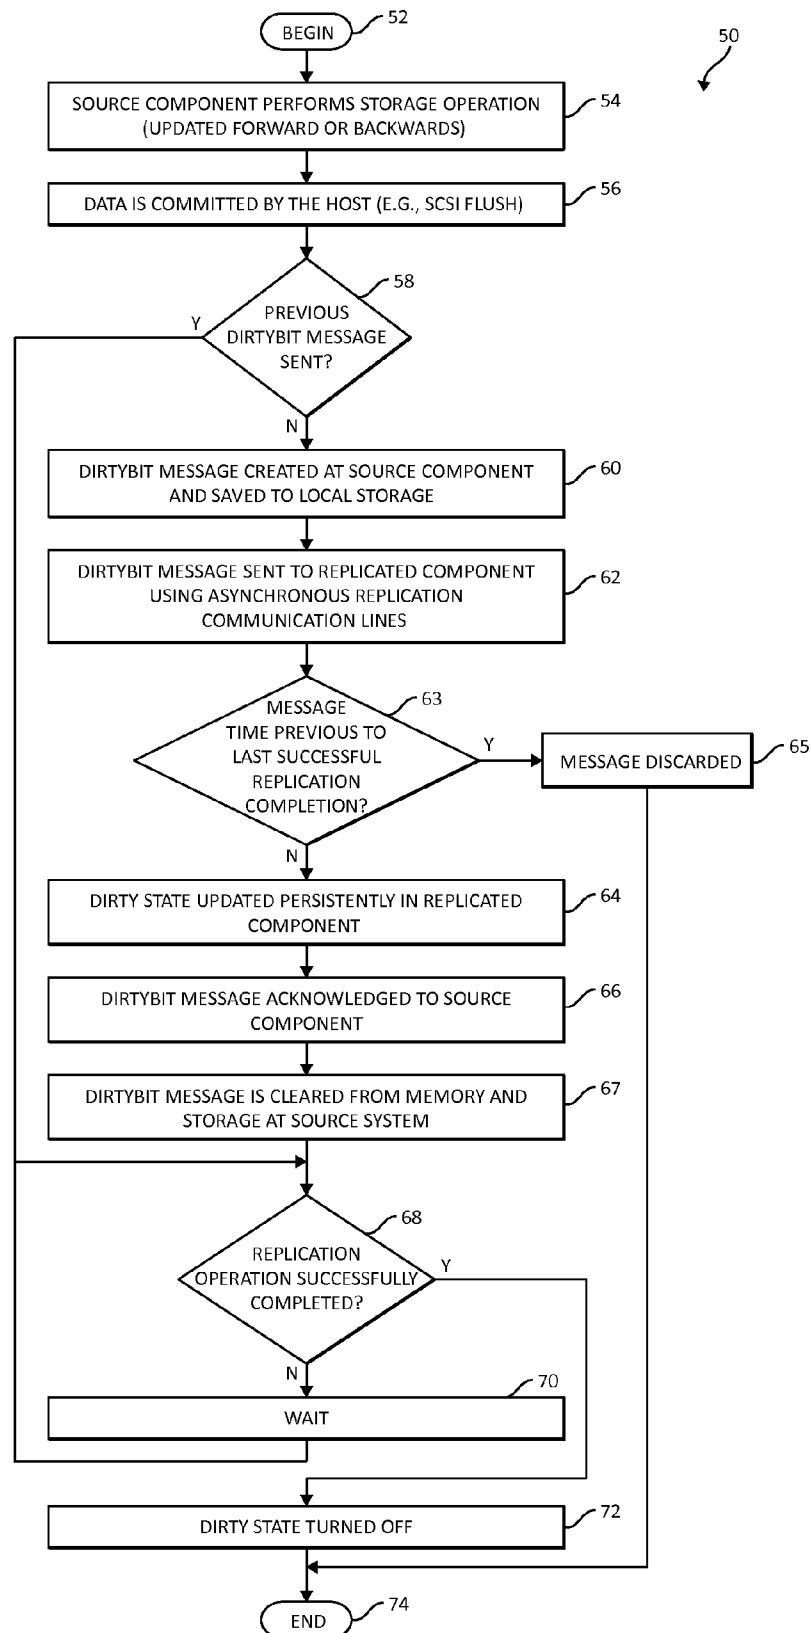 BEGIN
52
50
SOURCE COMPONENT PERFORMS STORAGE OPERATION
(UPDATED FORWARD OR BACKWARDS)
54
DATA IS COMMITTED BY THE HOST (E.G., SCSI FLUSH)
56
58
PREVIOUS
DIRTYBIT MESSAGE
SENT?
Y
N
DIRTYBIT MESSAGE CREATED AT SOURCE COMPONENT
AND SAVED TO LOCAL STORAGE
60
DIRTYBIT MESSAGE SENT TO REPLICATED COMPONENT
USING ASYNCHRONOUS REPLICATION
COMMUNICATION LINES
62
63
MESSAGE
TIME PREVIOUS TO
LAST SUCCESSFUL
REPLICATION
COMPLETION?
Y
MESSAGE DISCARDED
65
N
DIRTY STATE UPDATED PERSISTENTLY IN REPLICATED
COMPONENT
64
DIRTYBIT MESSAGE ACKNOWLEDGED TO SOURCE
COMPONENT
66
DIRTYBIT MESSAGE IS CLEARED FROM MEMORY AND
STORAGE AT SOURCE SYSTEM
67
68
REPLICATION
OPERATION SUCCESSFULLY
COMPLETED?
Y
N
70
WAIT
DIRTY STATE TURNED OFF
72
END
74